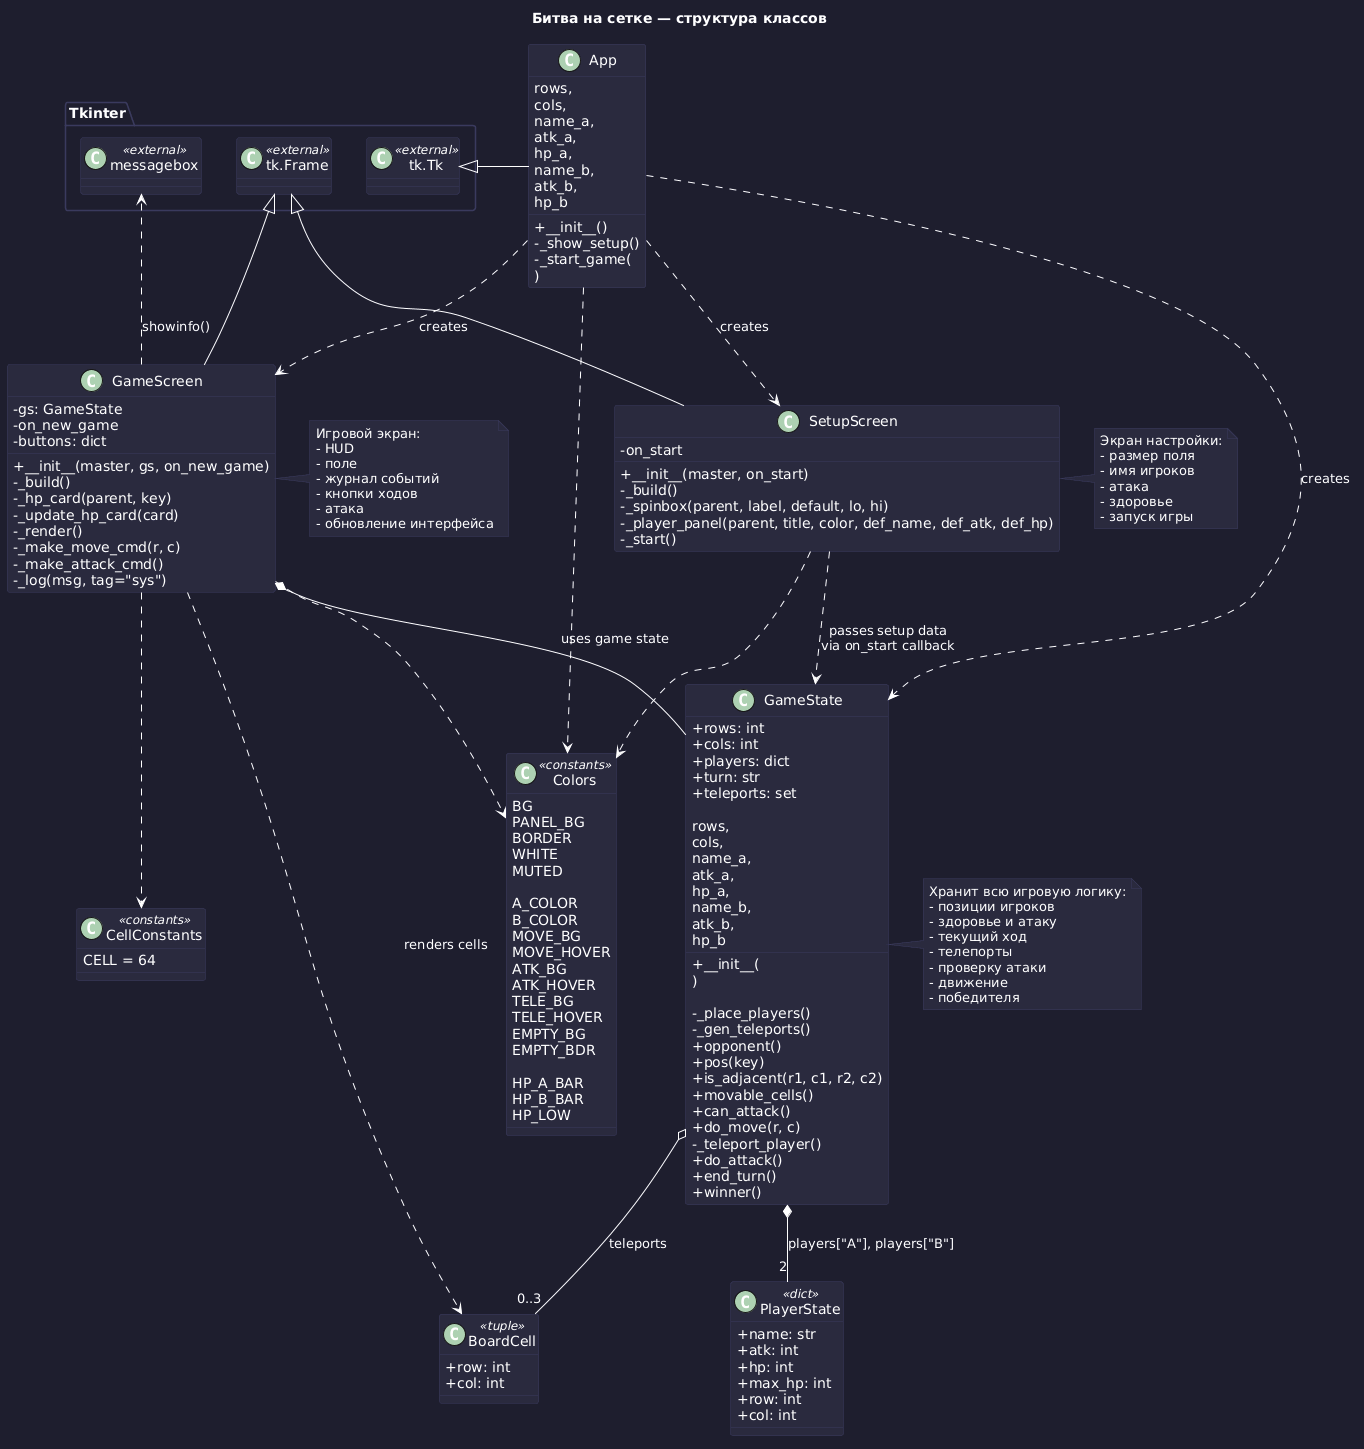 Битва на сетке — структура классов
C App
rows,
cols,
name_a,
atk_a,
hp_a,
name_b,
atk_b,
hp_b
+__init__()
-_show_setup()
-_start_game(
)
Tkinter
C «external»
messagebox
C «external»
tk.Frame
C «external»
tk.Tk
showinfo()
creates
creates
creates
C GameScreen
-gs: GameState
-on_new_game
-buttons: dict
+__init__(master, gs, on_new_game)
-_build()
-_hp_card(parent, key)
-_update_hp_card(card)
-_render()
-_make_move_cmd(r, c)
-_make_attack_cmd()
-_log(msg, tag="sys")
Игровой экран:
- HUD
- поле
- журнал событий
- кнопки ходов
- атака
- обновление интерфейса
C SetupScreen
-on_start
+__init__(master, on_start)
-_build()
-_spinbox(parent, label, default, lo, hi)
-_player_panel(parent, title, color, def_name, def_atk, def_hp)
-_start()
Экран настройки:
- размер поля
- имя игроков
- атака
- здоровье
- запуск игры
uses game state
passes setup data
via on_start callback
C GameState
+rows: int
+cols: int
+players: dict
+turn: str
+teleports: set
rows,
cols,
name_a,
atk_a,
hp_a,
name_b,
atk_b,
hp_b
+__init__(
)
-_place_players()
-_gen_teleports()
+opponent()
+pos(key)
+is_adjacent(r1, c1, r2, c2)
+movable_cells()
+can_attack()
+do_move(r, c)
-_teleport_player()
+do_attack()
+end_turn()
+winner()
C «constants»
Colors
BG
PANEL_BG
BORDER
WHITE
MUTED
A_COLOR
B_COLOR
MOVE_BG
MOVE_HOVER
ATK_BG
ATK_HOVER
TELE_BG
TELE_HOVER
EMPTY_BG
EMPTY_BDR
HP_A_BAR
HP_B_BAR
HP_LOW
Хранит всю игровую логику:
- позиции игроков
- здоровье и атаку
- текущий ход
- телепорты
- проверку атаки
- движение
- победителя
C «constants»
CellConstants
CELL = 64
renders cells
teleports
0..3
players["A"], players["B"]
2
C «tuple»
BoardCell
+row: int
+col: int
C «dict»
PlayerState
+name: str
+atk: int
+hp: int
+max_hp: int
+row: int
+col: int